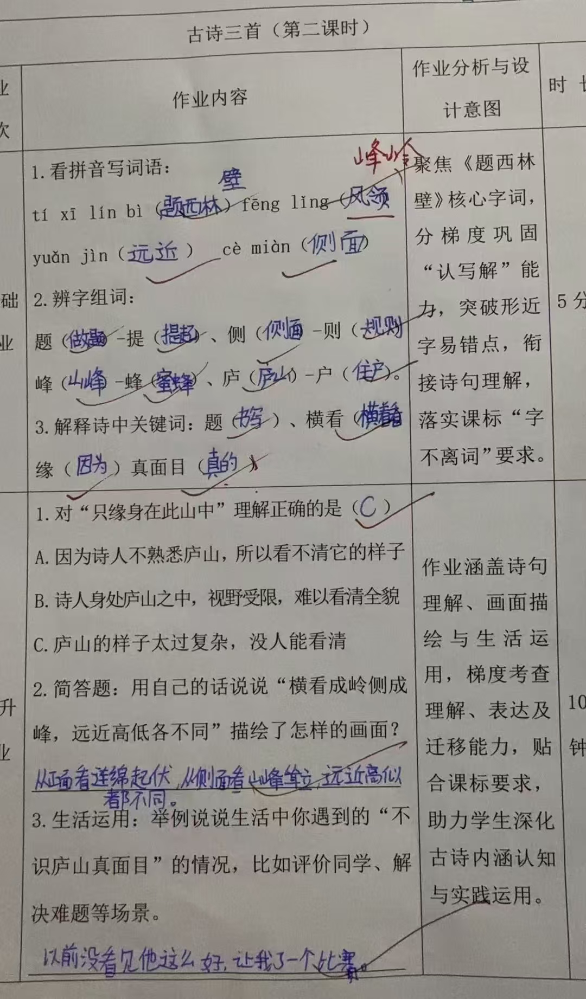 古诗三首（第二课时）
业
次
作业内容
作业分析与设
计意图
时 长
1.看拼音写词语：
峰岭
壁
tí xī lín bì（题西林）fēng lǐng（风领
yuǎn jìn（远近） cè miàn（侧面）
2.辨字组词：
题（做题）-提（提起）、侧（侧面-则（规则）
峰（山峰）-蜂（蜜蜂）、庐（庐山）-户（住户）。
3.解释诗中关键词：题（书写）、横看（横着看
缘（因为）真面目（真的）
础
业
聚焦《题西林
壁》核心字词，
分梯度巩固
“认写解”能
力，突破形近
字易错点，衔
接诗句理解，
落实课标“字
不离词”要求。
5分
1.对“只缘身在此山中”理解正确的是（C）
A.因为诗人不熟悉庐山，所以看不清它的样子
B.诗人身处庐山之中，视野受限，难以看清全貌
C.庐山的样子太过复杂，没人能看清
2.简答题：用自己的话说说“横看成岭侧成
峰，远近高低各不同”描绘了怎样的画面？
从正面看连绵起伏，从侧面看山峰耸立，远近高似
都不同。
3.生活运用：举例说说生活中你遇到的“不
识庐山真面目”的情况，比如评价同学、解
决难题等场景。
以前没看见他这么好，让我了一个比赛。
升
业
作业涵盖诗句
理解、画面描
绘与生活运
用，梯度考查
理解、表达及
迁移能力，贴
合课标要求，
助力学生深化
古诗内涵认知
与实践运用。
10
钟